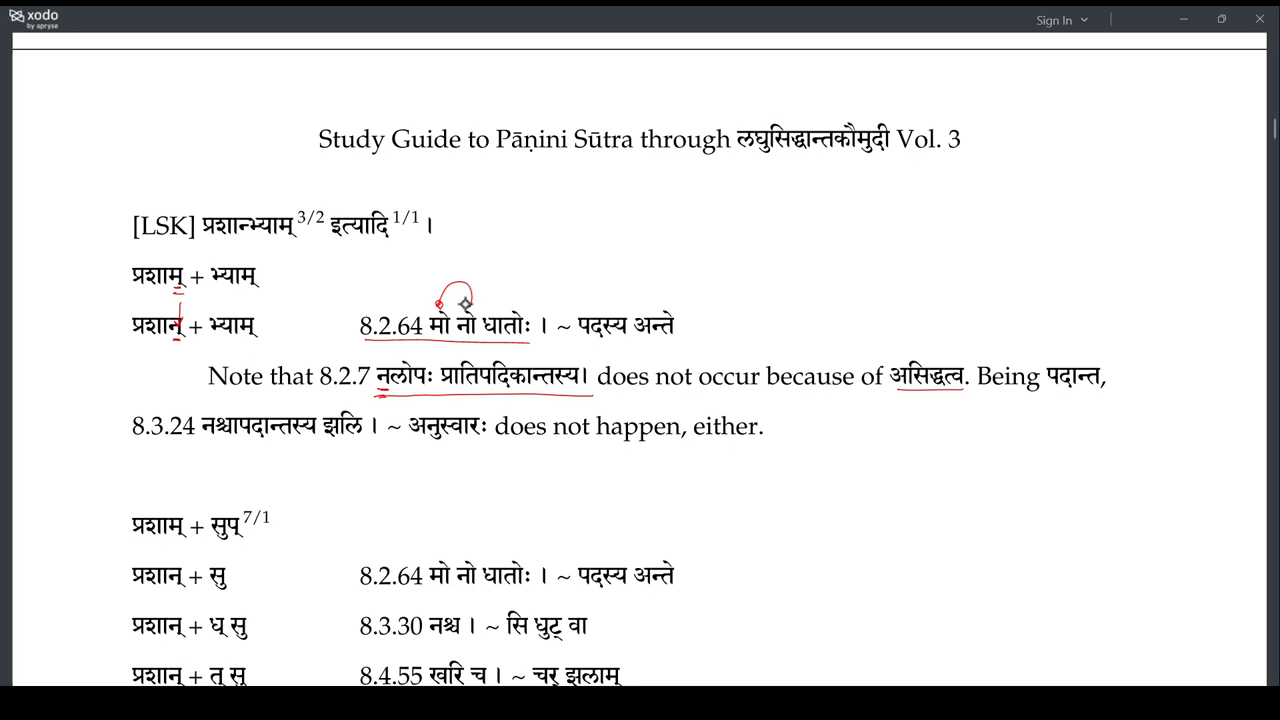 xodo
by apryse
Sign In
Study Guide to Pāṇini Sūtra through लघुसिद्धान्तकौमुदी Vol. 3
[LSK] प्रशान्भ्याम् 3/2 इत्यादि 1/1 ।
प्रशाम् + भ्याम्
प्रशान् + भ्याम् 8.2.64 मो नो धातोः । ~ पदस्य अन्ते
Note that 8.2.7 नलोपः प्रातिपदिकान्तस्य। does not occur because of असिद्धत्व. Being पदान्त,
8.3.24 नश्चापदान्तस्य झलि । ~ अनुस्वारः does not happen, either.
प्रशाम् + सुप् 7/1
प्रशान् + सु 8.2.64 मो नो धातोः । ~ पदस्य अन्ते
प्रशान् + ध् सु 8.3.30 नश्च । ~ सि धुट् वा
प्रशान् + त् सु 8.4.55 खरि च । ~ चर् झलाम्